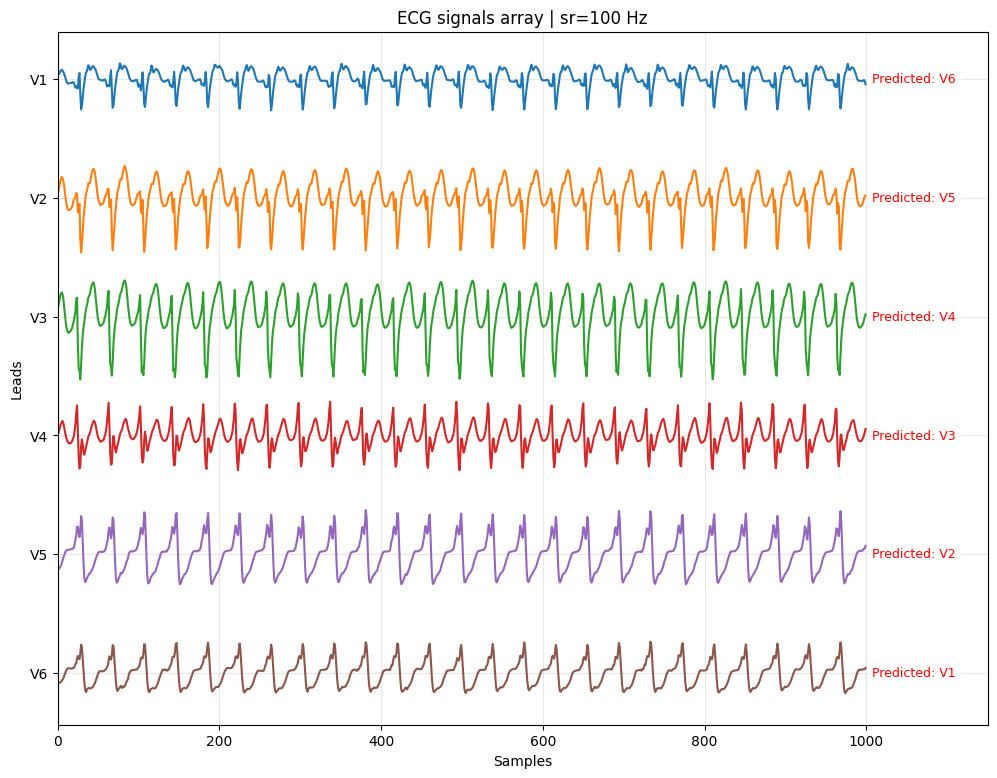 ECG signals array | sr=100 Hz
V1
Predicted: V6
V2
Predicted: V5
V3
Predicted: V4
Leads
V4
Predicted: V3
V5
Predicted: V2
V6
Predicted: V1
0
200
400
600
800
1000
Samples